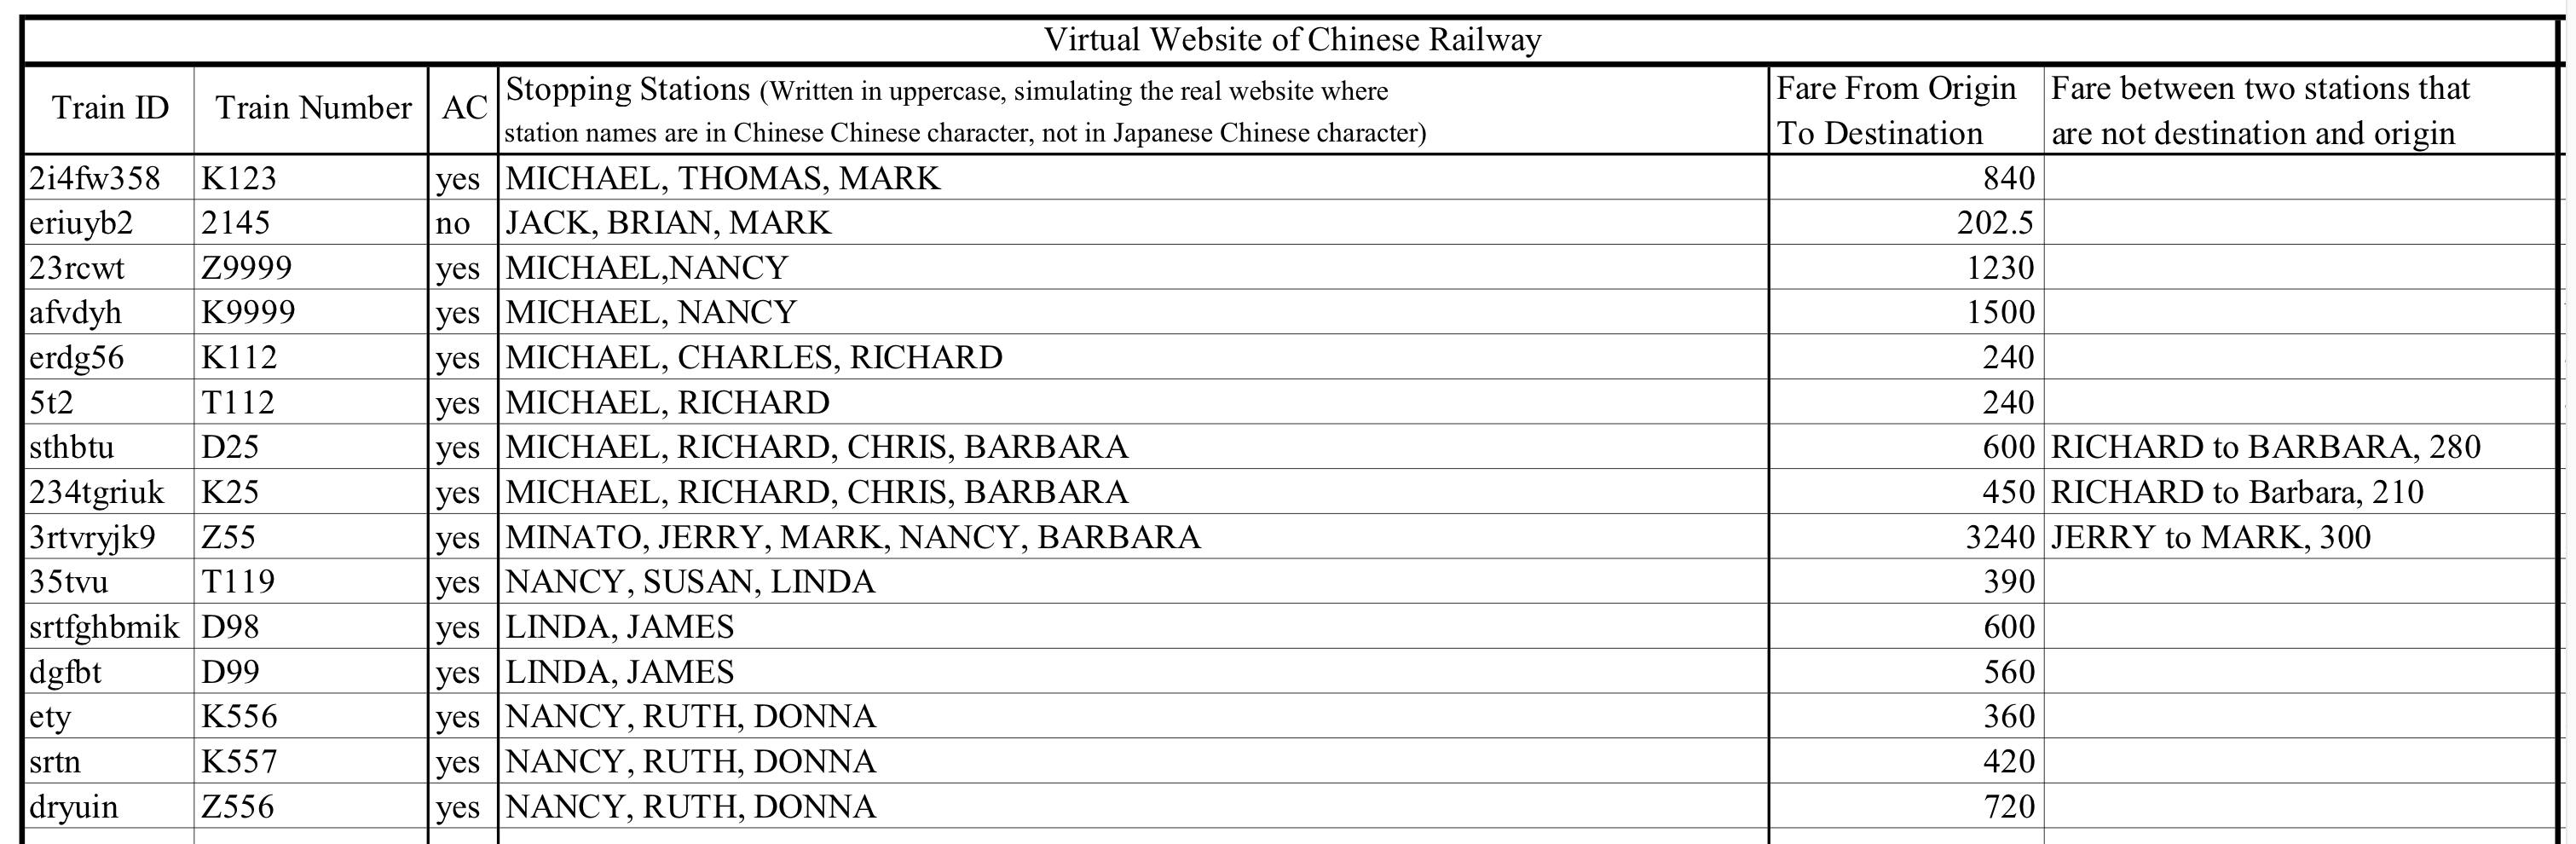 Virtual Website of Chinese Railway
Train ID Train Number AC Stopping Stations (Written in uppercase, simulating the real website where station names are in Chinese Chinese character, not in Japanese Chinese character) Fare From Origin To Destination Fare between two stations that are not destination and origin
2i4fw358 K123 yes MICHAEL, THOMAS, MARK 840
eriuyb2 2145 no JACK, BRIAN, MARK 202.5
23rcwt Z9999 yes MICHAEL,NANCY 1230
afvdyh K9999 yes MICHAEL, NANCY 1500
erdg56 K112 yes MICHAEL, CHARLES, RICHARD 240
5t2 T112 yes MICHAEL, RICHARD 240
sthbtu D25 yes MICHAEL, RICHARD, CHRIS, BARBARA 600 RICHARD to BARBARA, 280
234tgriuk K25 yes MICHAEL, RICHARD, CHRIS, BARBARA 450 RICHARD to Barbara, 210
3rtvryjk9 Z55 yes MINATO, JERRY, MARK, NANCY, BARBARA 3240 JERRY to MARK, 300
35tvu T119 yes NANCY, SUSAN, LINDA 390
srtfghbmik D98 yes LINDA, JAMES 600
dgfbt D99 yes LINDA, JAMES 560
ety K556 yes NANCY, RUTH, DONNA 360
srtn K557 yes NANCY, RUTH, DONNA 420
dryuin Z556 yes NANCY, RUTH, DONNA 720